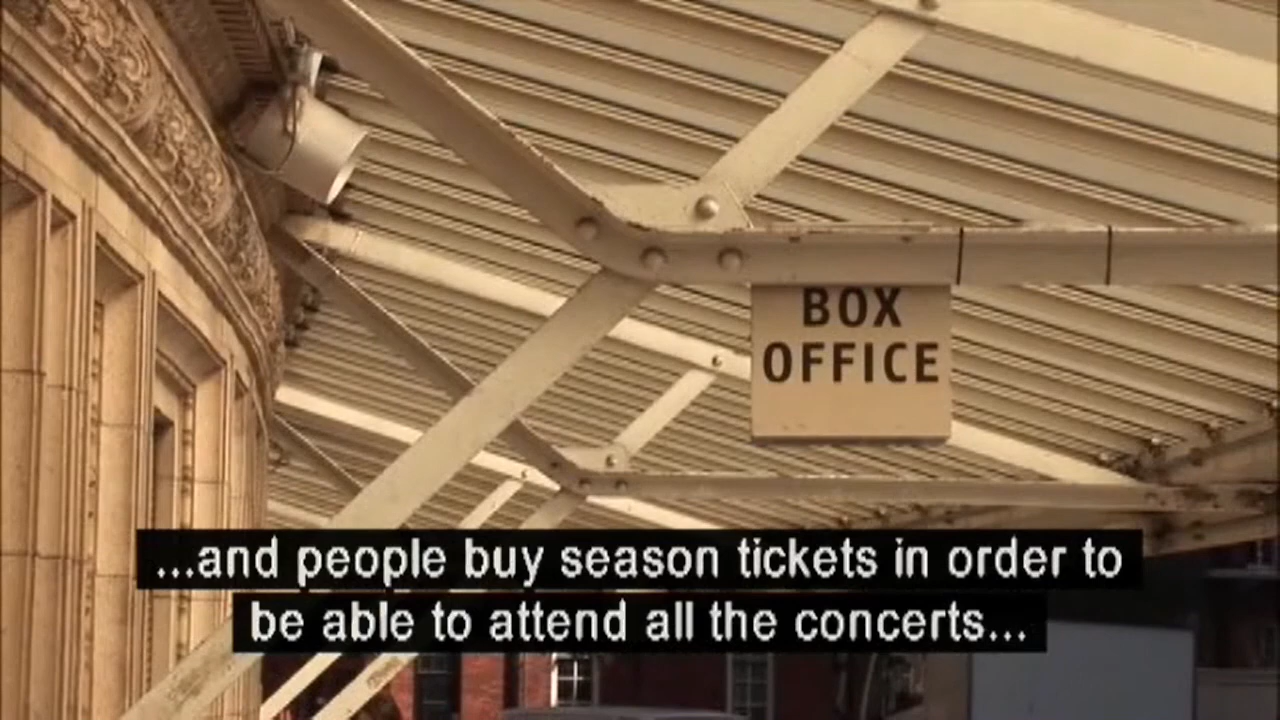 BOX
OFFICE
...and people buy season tickets in order to
be able to attend all the concerts...